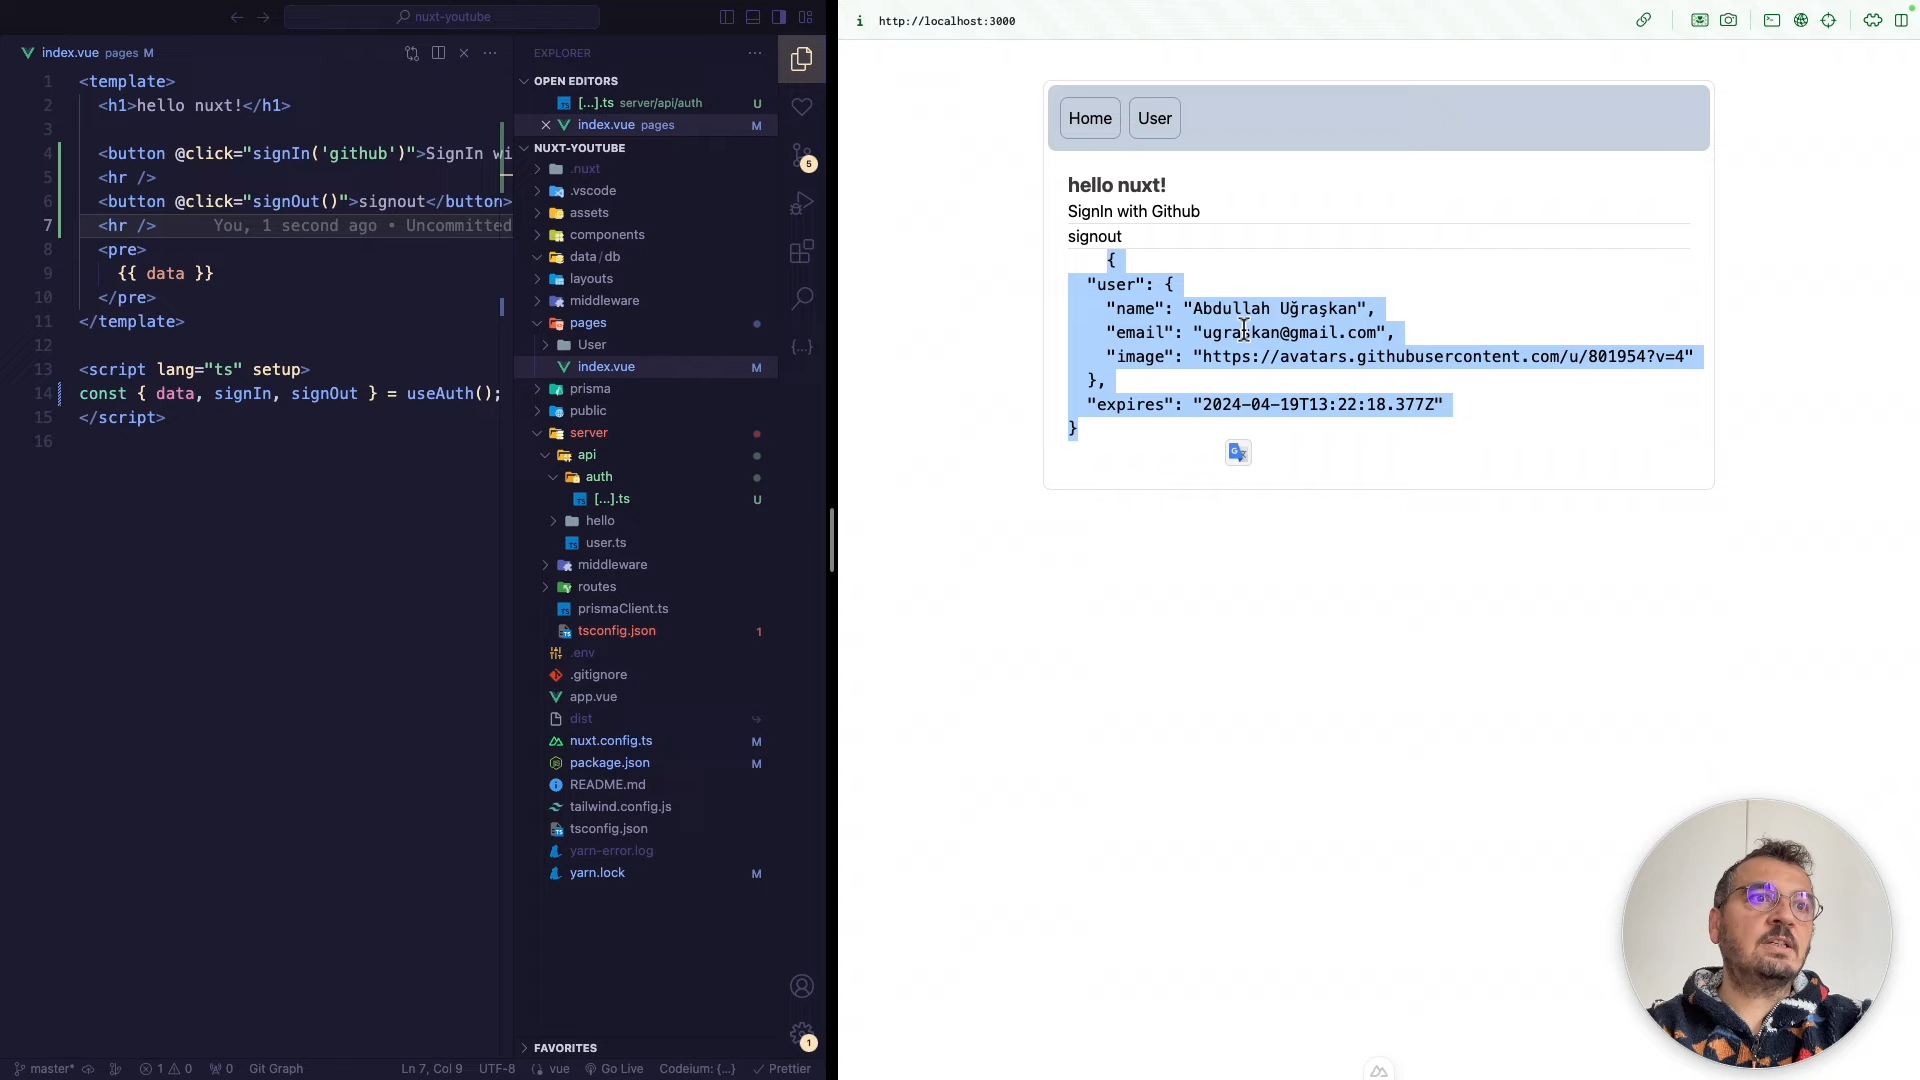 nuxt-youtube
index.vue pages M
1 <template>
2 <h1>hello nuxt!</h1>
3
4 <button @click="signIn('github')">SignIn wi
5 <hr />
6 <button @click="signOut()">signout</button>
7 <hr /> You, 1 second ago • Uncommitted
8 <pre>
9 {{ data }}
10 </pre>
11 </template>
12
13 <script lang="ts" setup>
14 const { data, signIn, signOut } = useAuth();
15 </script>
16
EXPLORER
OPEN EDITORS
[...].ts server/api/auth U
index.vue pages M
NUXT-YOUTUBE
.nuxt
.vscode
assets
components
data/db
layouts
middleware
pages
User
index.vue M
prisma
public
server
api
auth
[...].ts U
hello
user.ts
middleware
routes
prismaClient.ts
tsconfig.json 1
.env
.gitignore
app.vue
dist
nuxt.config.ts M
package.json M
README.md
tailwind.config.js
tsconfig.json
yarn-error.log
yarn.lock M
FAVORITES
5
1
master* 1 0 0 Git Graph Ln 7, Col 9 UTF-8 vue Go Live Codeium: {...} Prettier
http://localhost:3000
Home User
hello nuxt!
SignIn with Github
signout
{
"user": {
"name": "Abdullah Uğraşkan",
"email": "ugraskan@gmail.com",
"image": "https://avatars.githubusercontent.com/u/801954?v=4"
},
"expires": "2024-04-19T13:22:18.377Z"
}